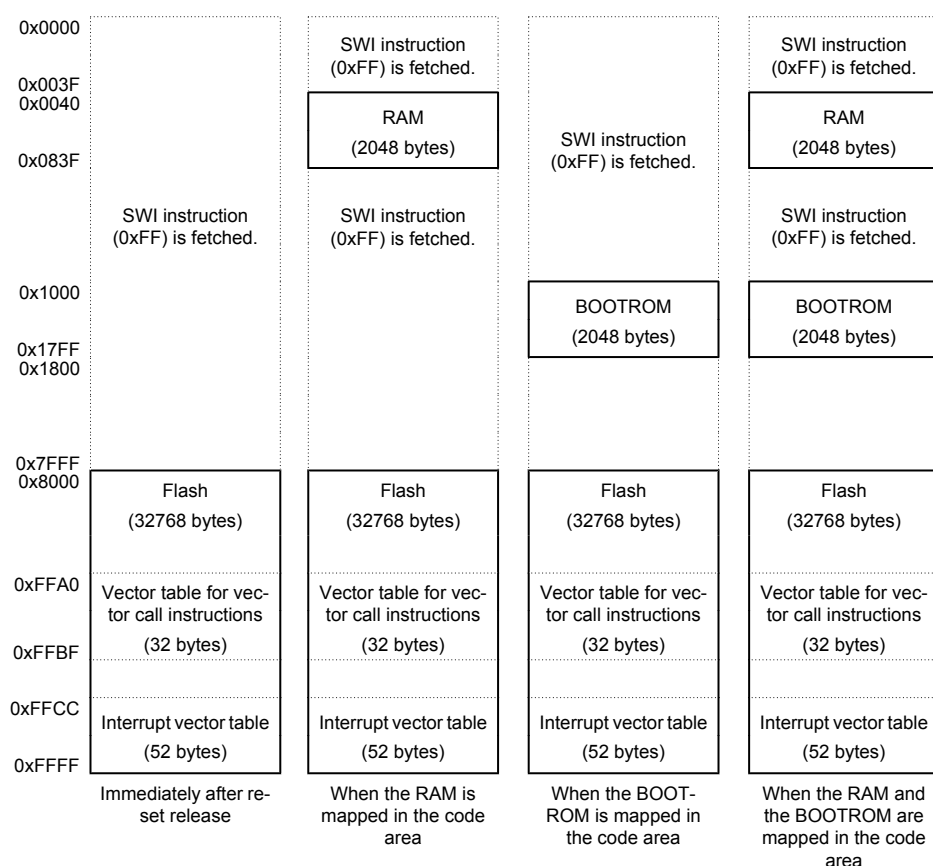 0x0000
0x003F
0x0040
0x083F
0x1000
0x17FF
0x1800
0x7FFF
0x8000
0xFFA0
0xFFBF
0xFFCC
0xFFFF
SWI instruction
(0xFF) is fetched.
Flash
(32768 bytes)
Vector table for vec-
tor call instructions
(32 bytes)
Interrupt vector table
(52 bytes)
Immediately after re-
set release
SWI instruction
(0xFF) is fetched.
RAM
(2048 bytes)
SWI instruction
(0xFF) is fetched.
Flash
(32768 bytes)
Vector table for vec-
tor call instructions
(32 bytes)
Interrupt vector table
(52 bytes)
When the RAM is
mapped in the code
area
SWI instruction
(0xFF) is fetched.
BOOTROM
(2048 bytes)
Flash
(32768 bytes)
Vector table for vec-
tor call instructions
(32 bytes)
Interrupt vector table
(52 bytes)
When the BOOT-
ROM is mapped in
the code area
SWI instruction
(0xFF) is fetched.
RAM
(2048 bytes)
SWI instruction
(0xFF) is fetched.
BOOTROM
(2048 bytes)
Flash
(32768 bytes)
Vector table for vec-
tor call instructions
(32 bytes)
Interrupt vector table
(52 bytes)
When the RAM and
the BOOTROM are
mapped in the code
area